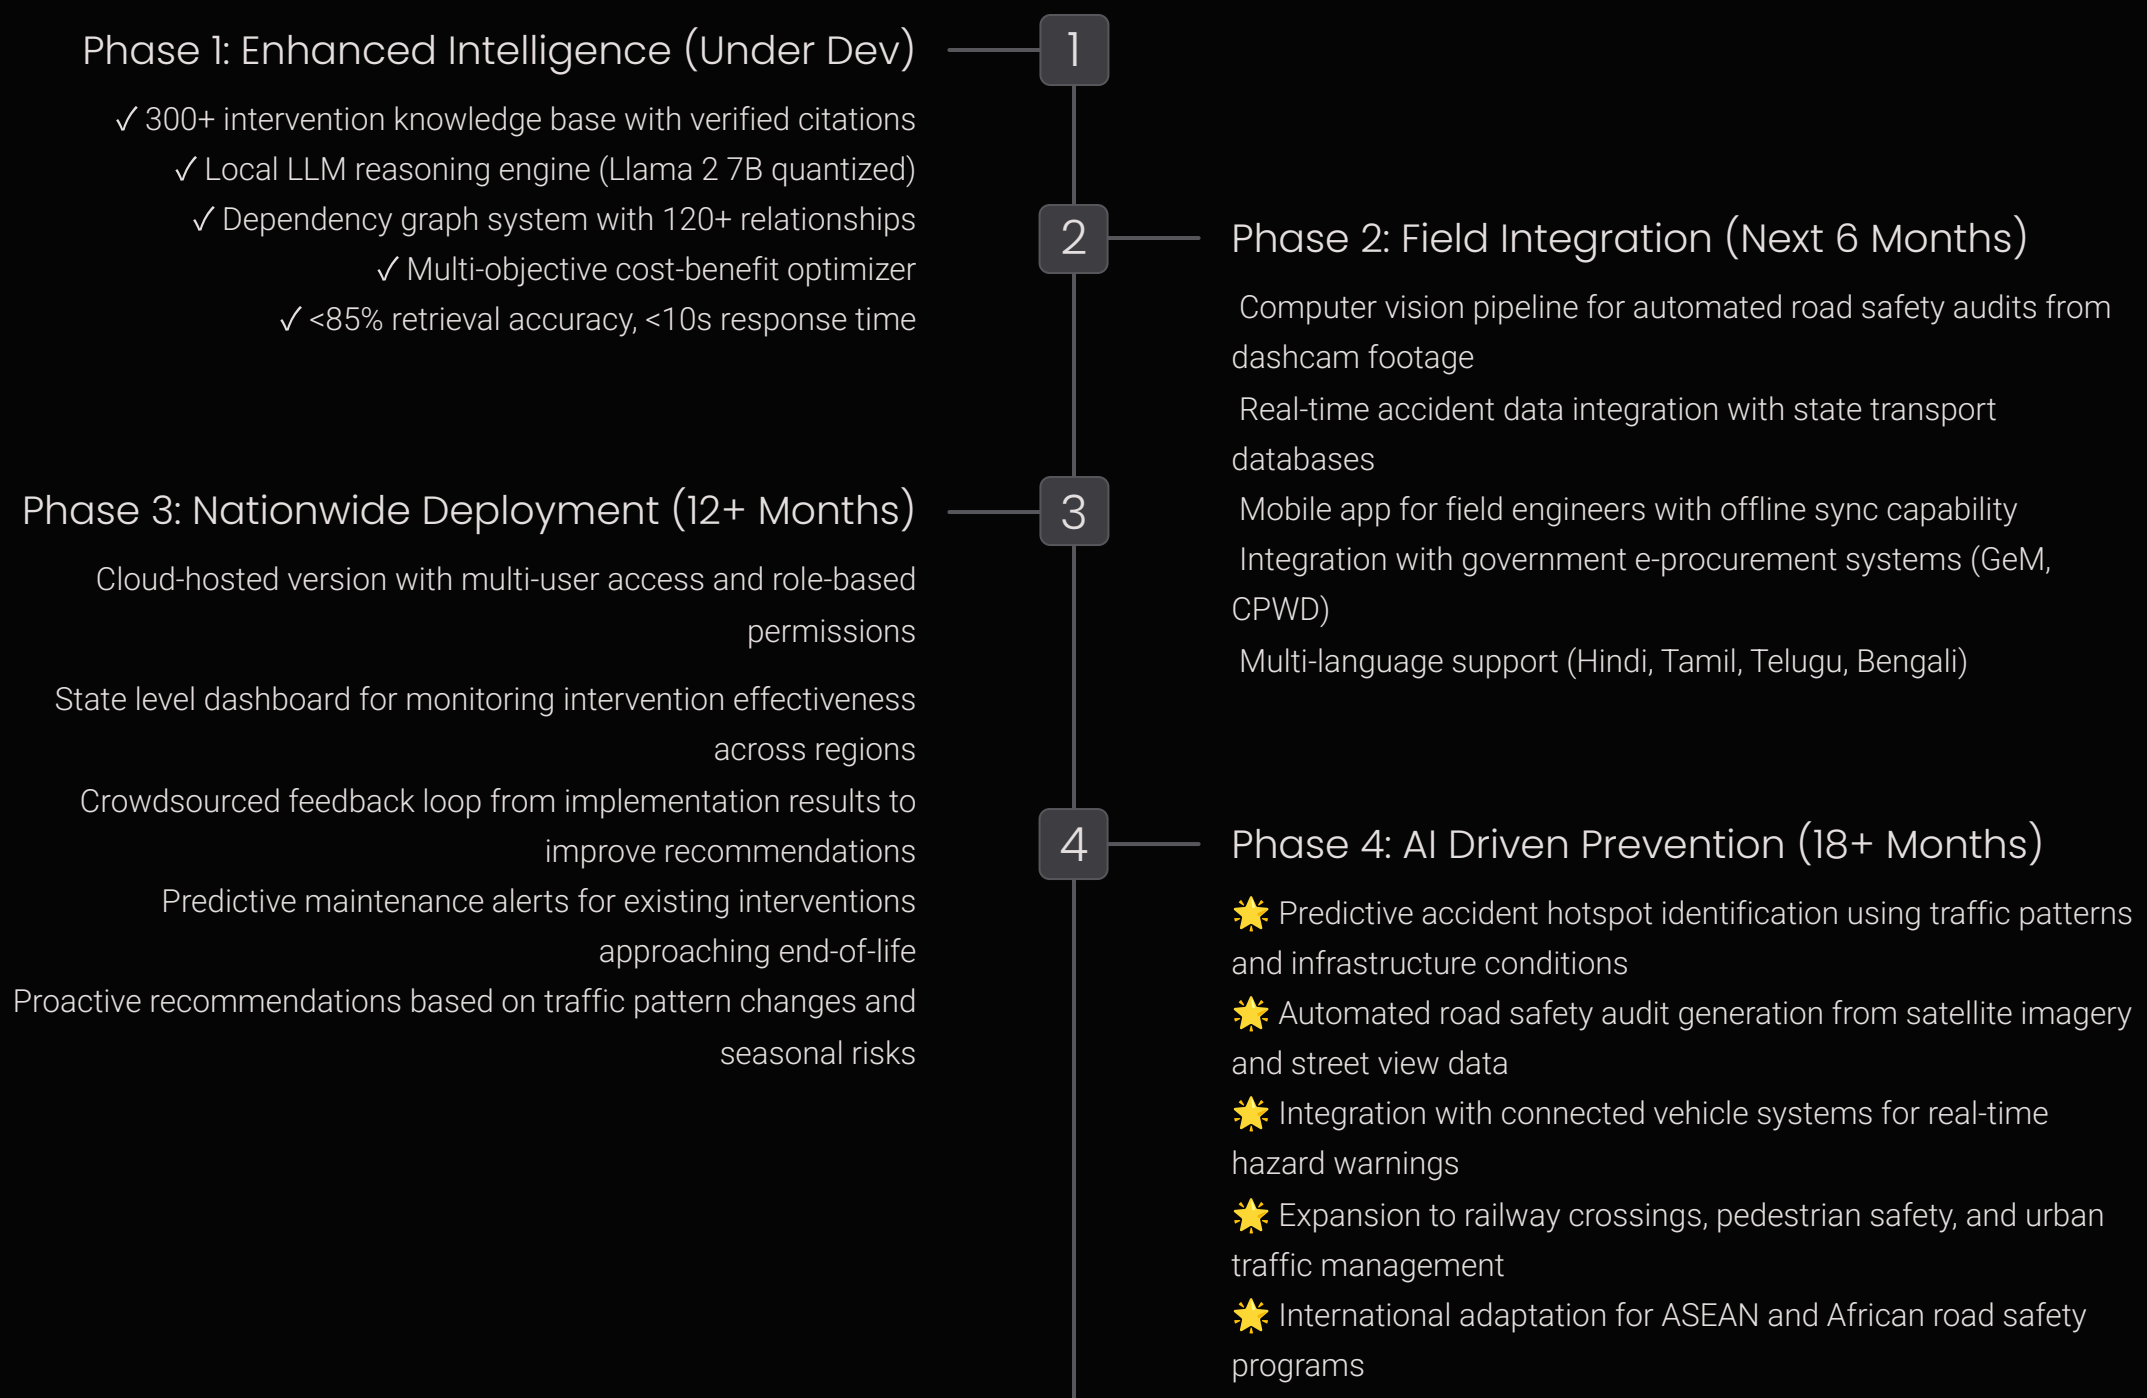 Phase 1: Enhanced Intelligence (Under Dev)
1
✓ 300+ intervention knowledge base with verified citations
✓ Local LLM reasoning engine (Llama 2 7B quantized)
✓ Dependency graph system with 120+ relationships
✓ Multi-objective cost-benefit optimizer
✓ <85% retrieval accuracy, <10s response time
2
Phase 2: Field Integration (Next 6 Months)
Computer vision pipeline for automated road safety audits from
dashcam footage
Real-time accident data integration with state transport
databases
Mobile app for field engineers with offline sync capability
Integration with government e-procurement systems (GeM,
CPWD)
Multi-language support (Hindi, Tamil, Telugu, Bengali)
Phase 3: Nationwide Deployment (12+ Months)
3
Cloud-hosted version with multi-user access and role-based
permissions
State level dashboard for monitoring intervention effectiveness
across regions
Crowdsourced feedback loop from implementation results to
improve recommendations
Predictive maintenance alerts for existing interventions
approaching end-of-life
Proactive recommendations based on traffic pattern changes and
seasonal risks
4
Phase 4: AI Driven Prevention (18+ Months)
🌟 Predictive accident hotspot identification using traffic patterns
and infrastructure conditions
🌟 Automated road safety audit generation from satellite imagery
and street view data
🌟 Integration with connected vehicle systems for real-time
hazard warnings
🌟 Expansion to railway crossings, pedestrian safety, and urban
traffic management
🌟 International adaptation for ASEAN and African road safety
programs